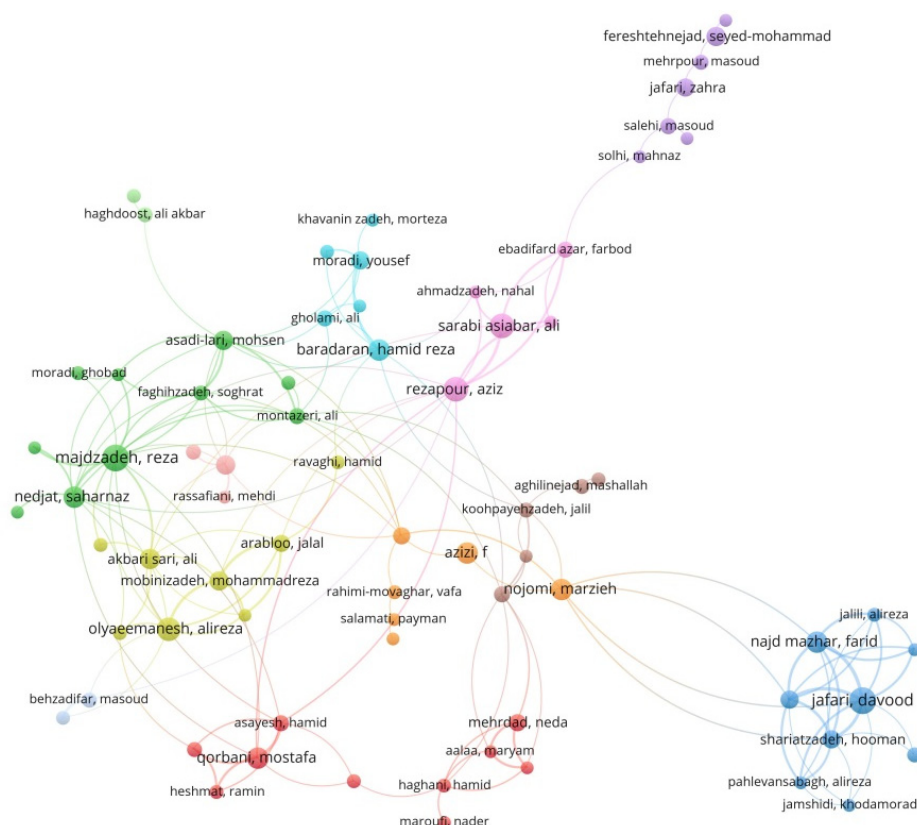 fereshtehnejad, seyed-mohammad
mehrpour, masoud
jafari, zahra
salehi, masoud
solhi, mahnaz
haghdoost, ali akbar
khavanin zadeh, morteza
moradi, yousef
ebadifard azar, farbod
ahmadzadeh, nahal
gholami, ali
sarabi asiabar, ali
asadi-lari, mohsen
baradaran, hamid reza
moradi, ghobad
faghihzadeh, soghrat
rezapour, aziz
montazeri, ali
majdzadeh, reza
ravaghi, hamid
rassafiani, mehdi
nedjat, saharnaz
aghilinejad, mashallah
koohpayehzadeh, jalil
akbari sari, ali
arabloo, jalal
azizi, f
mobinizadeh, mohammadreza
rahimi-movaghar, vafa
nojomi, marzieh
salamati, payman
olyaeemanesh, alireza
jalili, alireza
najd mazhar, farid
behzadifar, masoud
jafari, davood
asayesh, hamid
mehrdad, neda
shariatzadeh, hooman
qorbani, mostafa
aalaa, maryam
heshmat, ramin
haghani, hamid
pahlevansabagh, alireza
jamshidi, khodamorad
maroufi, nader